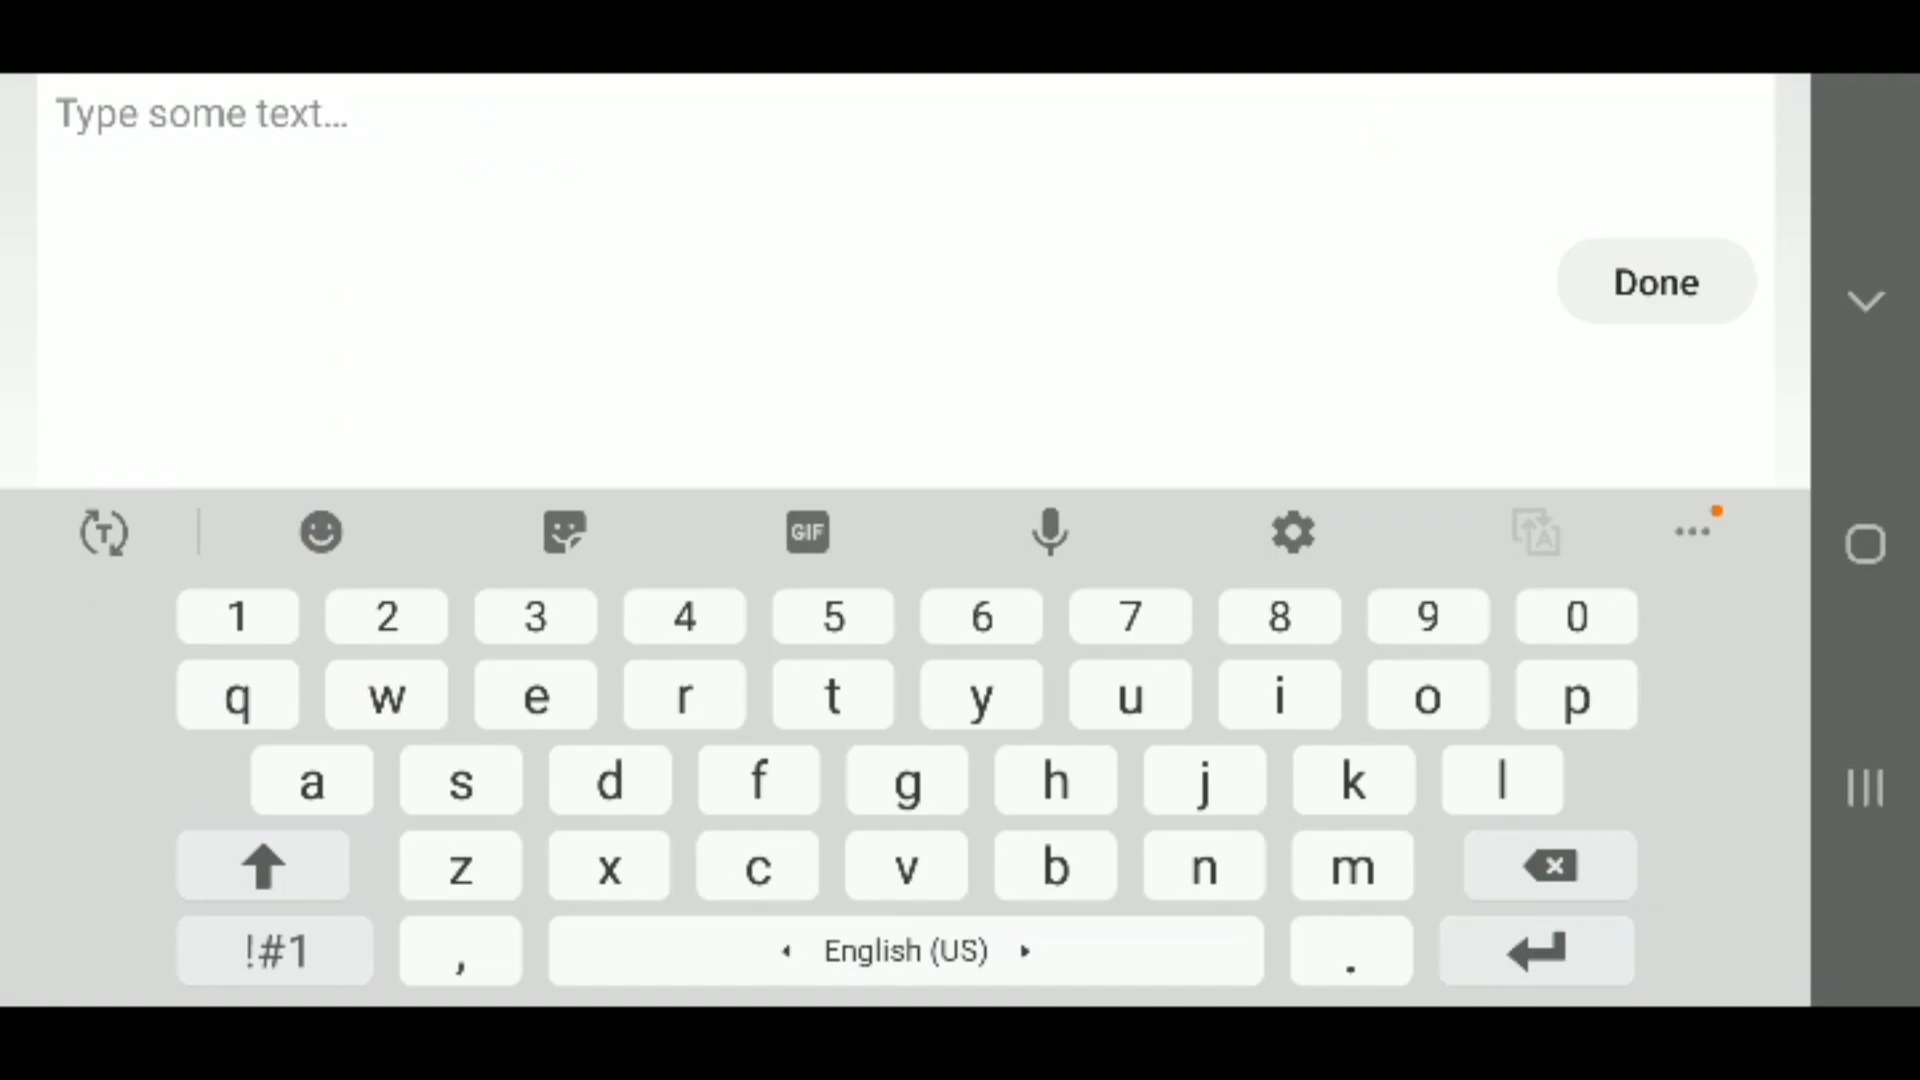 Type some text...
Done
GIF
1 2 3 4 5 6 7 8 9 0
q w e r t y u i o p
a s d f g h j k l
z x c v b n m
!#1 , English (US) .